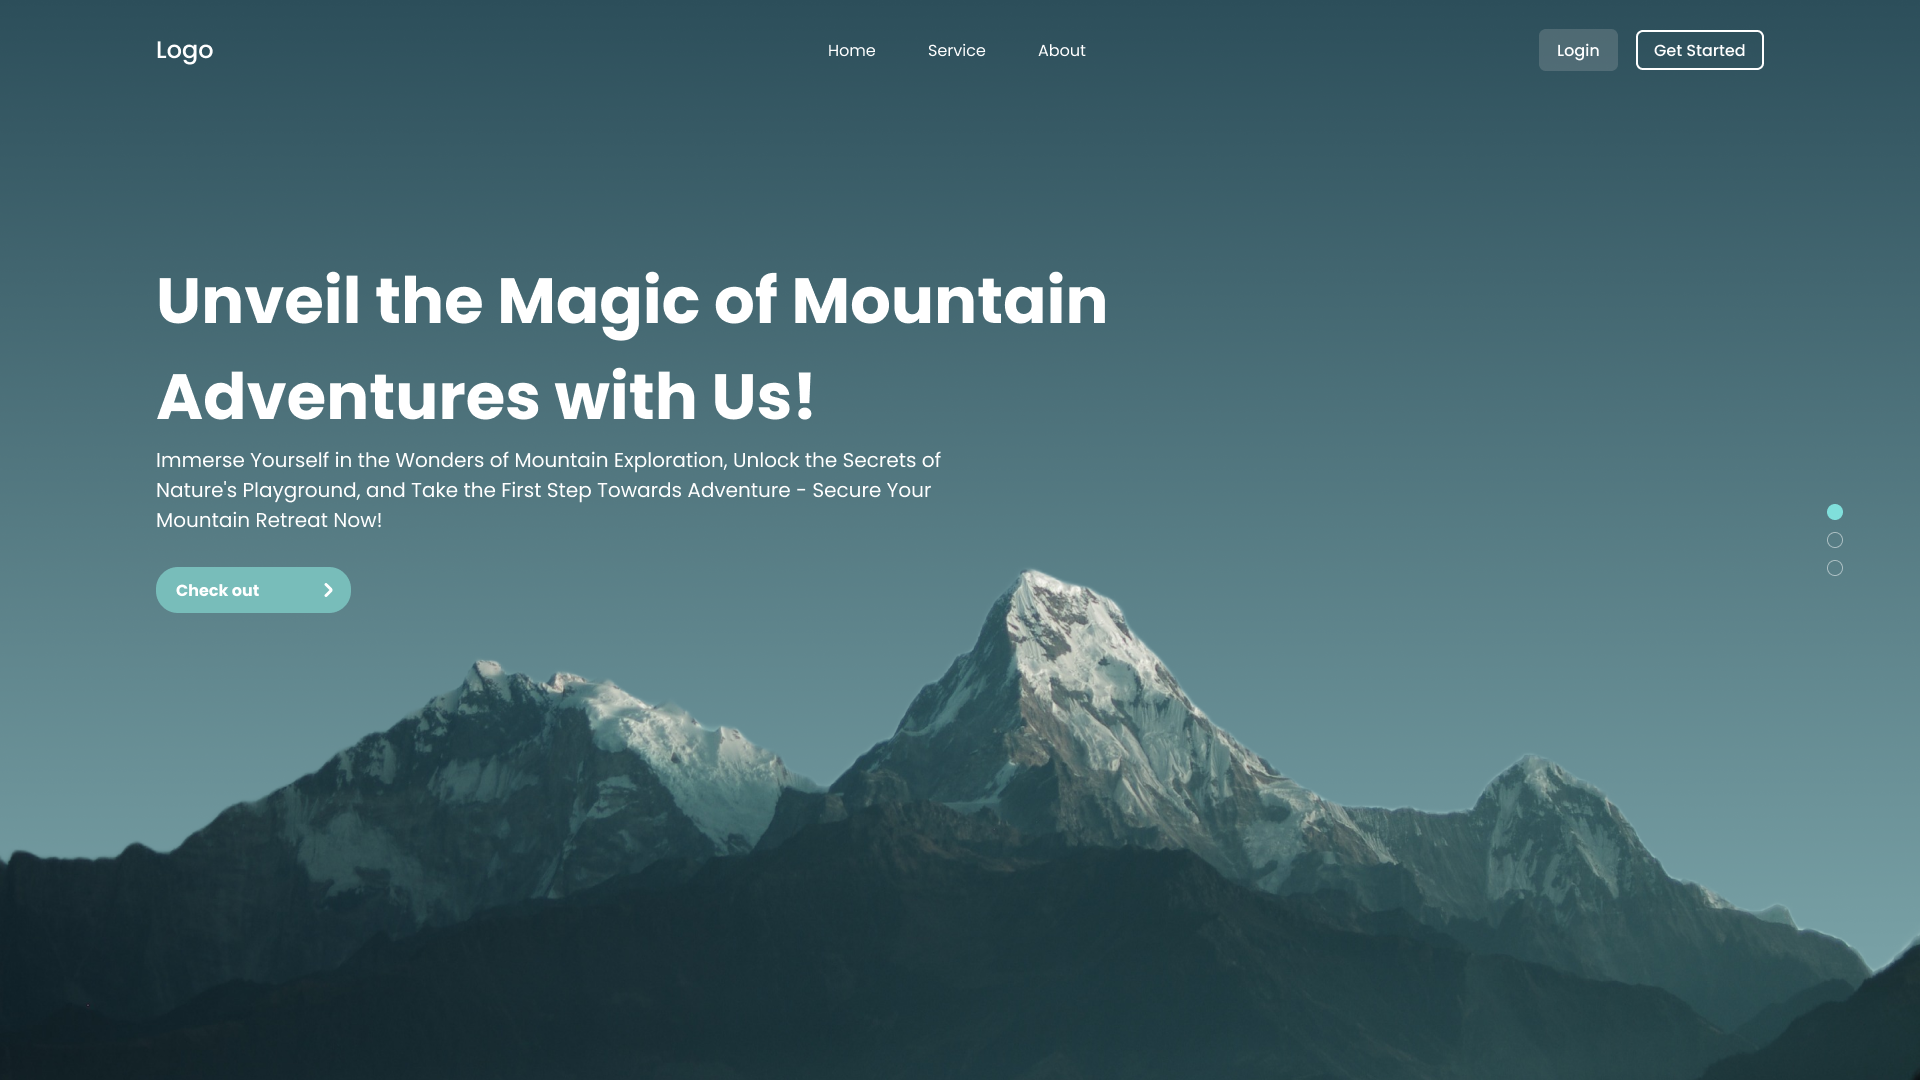 Logo
Home
Service
About
Login
Get Started
Unveil the Magic of Mountain
Adventures with Us!
Immerse Yourself in the Wonders of Mountain Exploration, Unlock the Secrets of
Nature's Playground, and Take the First Step Towards Adventure - Secure Your
Mountain Retreat Now!
Check out